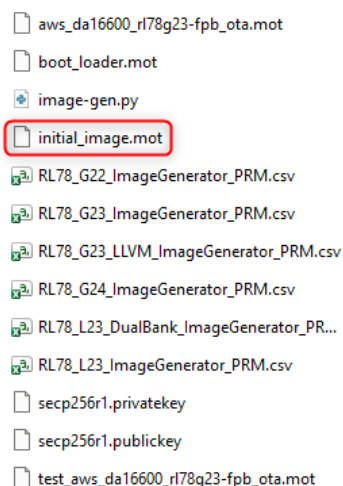 aws_da16600_rl78g23-fpb_ota.mot
boot_loader.mot
image-gen.py
initial_image.mot
RL78_G22_ImageGenerator_PRM.csv
RL78_G23_ImageGenerator_PRM.csv
RL78_G23_LLVM_ImageGenerator_PRM.csv
RL78_G24_ImageGenerator_PRM.csv
RL78_L23_DualBank_ImageGenerator_PR...
RL78_L23_ImageGenerator_PRM.csv
secp256r1.privatekey
secp256r1.publickey
test_aws_da16600_rl78g23-fpb_ota.mot